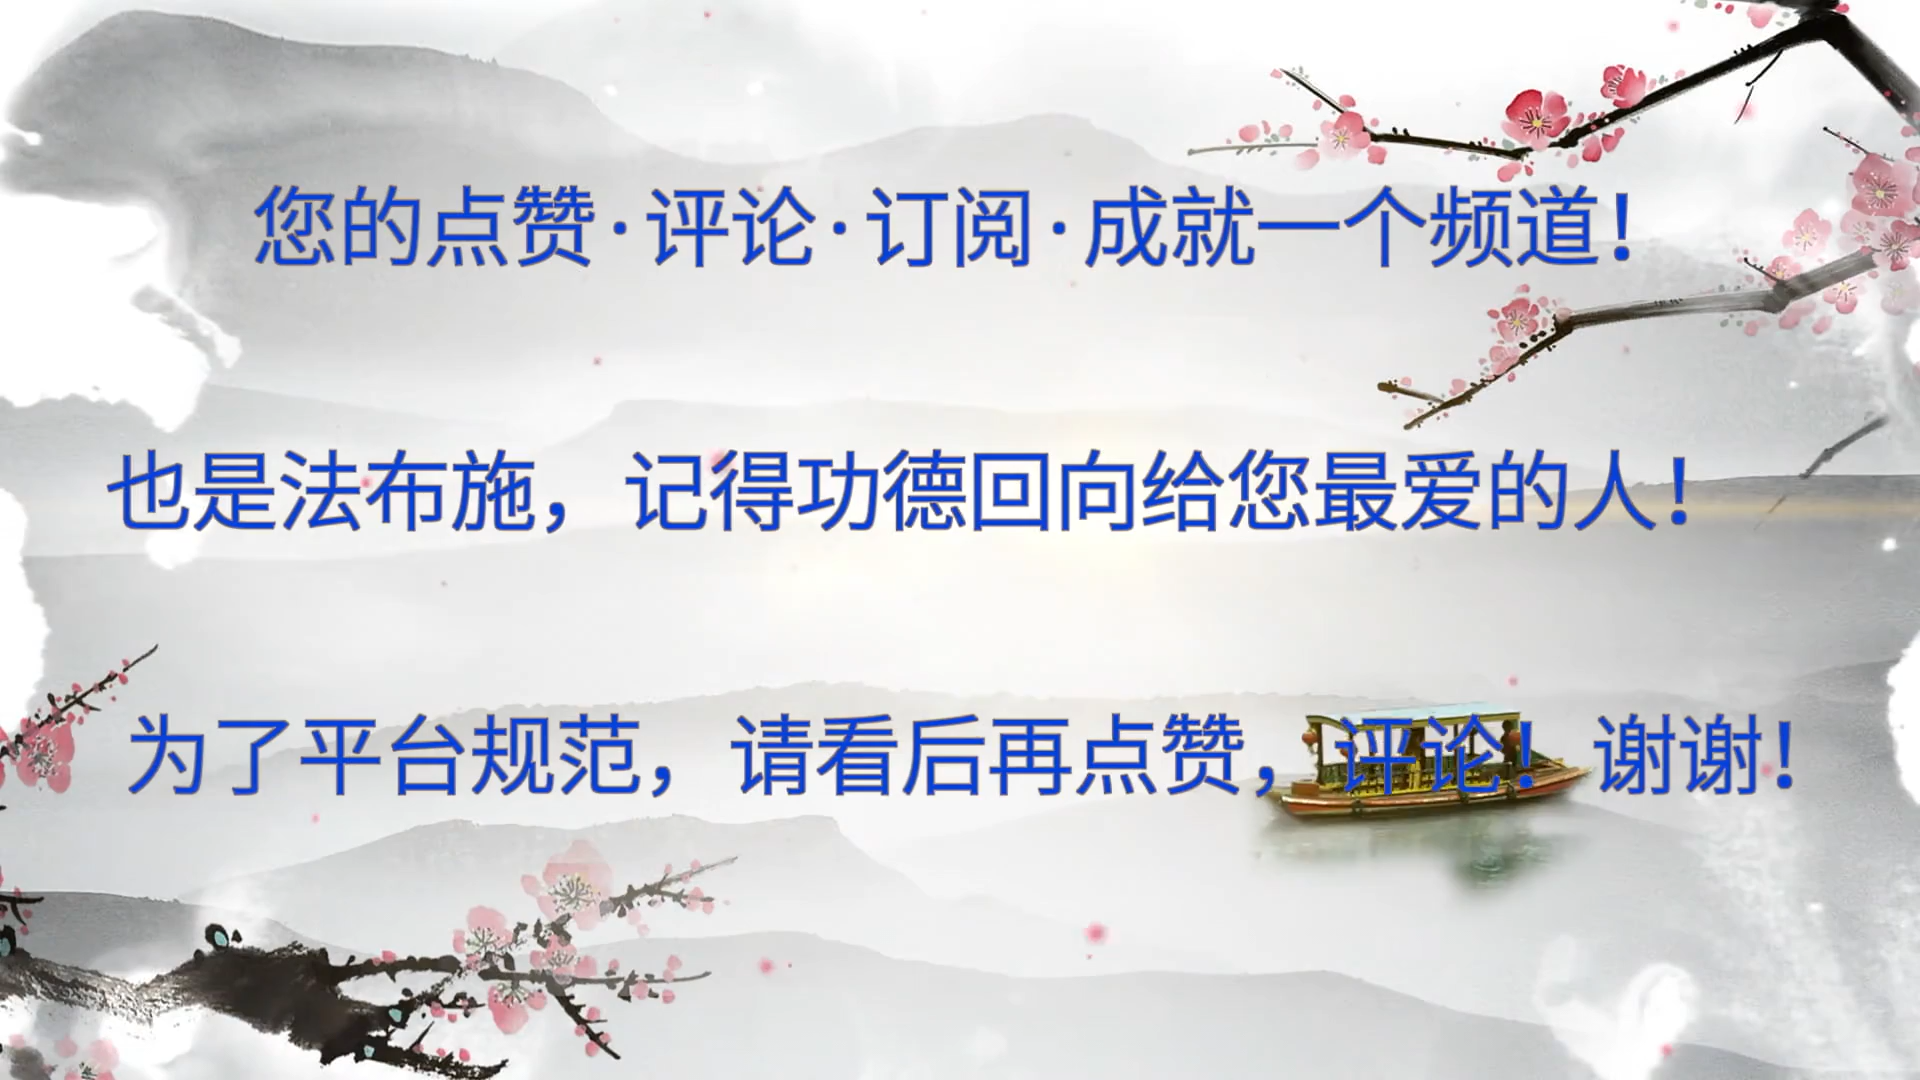 您的点赞·评论·订阅·成就一个频道！
也是法布施，记得功德回向给您最爱的人！
为了平台规范，请看后再点赞，评论！谢谢！